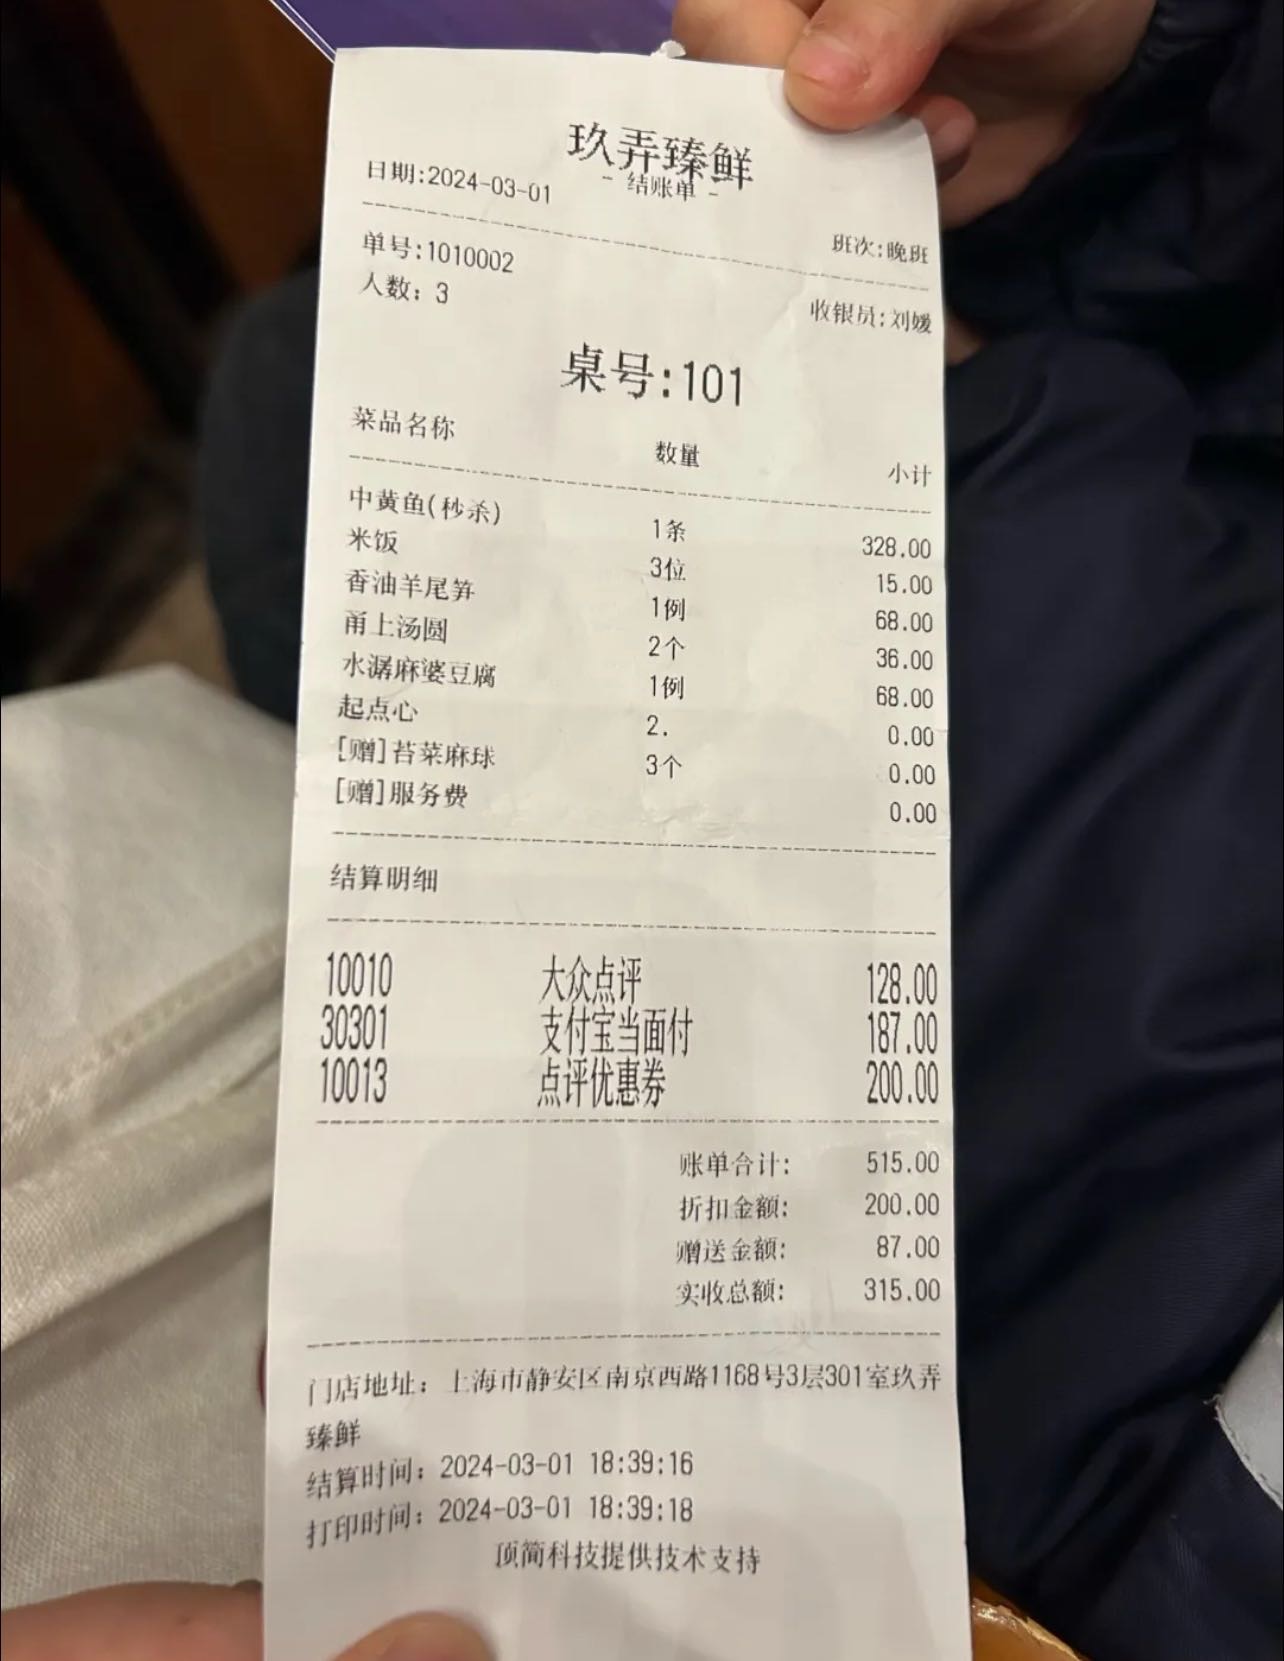 玖弄臻鲜
- 结账单 -
日期:2024-03-01
班次:晚班
单号:1010002
人数: 3
收银员:刘媛
桌号:101
菜品名称 数量 小计
中黄鱼(秒杀) 1条 328.00
米饭 3位 15.00
香油羊尾笋 1例 68.00
甬上汤圆 2个 36.00
水潺麻婆豆腐 1例 68.00
起点心 2. 0.00
[赠]苔菜麻球 3个 0.00
[赠]服务费 0.00
结算明细
10010 大众点评 128.00
30301 支付宝当面付 187.00
10013 点评优惠券 200.00
账单合计: 515.00
折扣金额: 200.00
赠送金额: 87.00
实收总额: 315.00
门店地址: 上海市静安区南京西路1168号3层301室玖弄
臻鲜
结算时间: 2024-03-01 18:39:16
打印时间: 2024-03-01 18:39:18
顶简科技提供技术支持